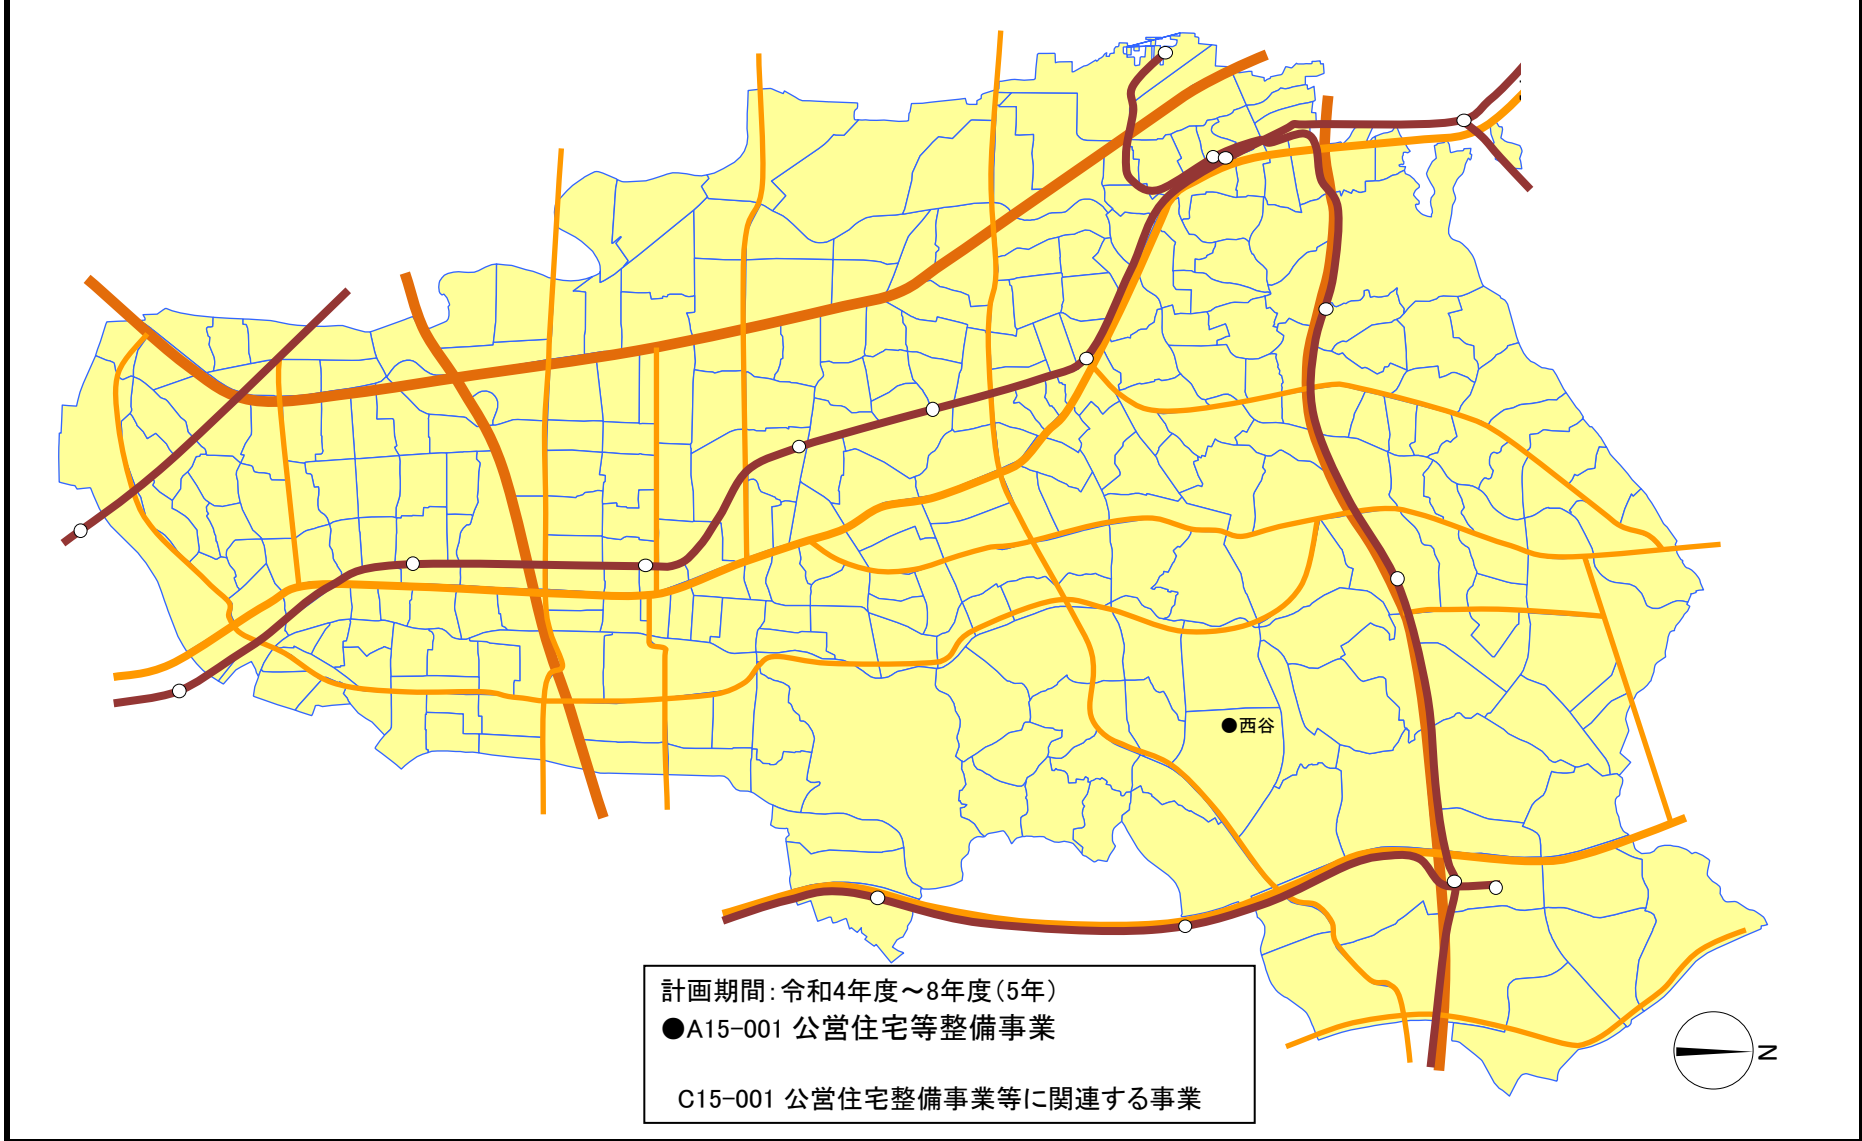 ●西谷
計画期間：令和4年度～8年度（5年）
●A15-001 公営住宅等整備事業
C15-001 公営住宅整備事業等に関連する事業
N